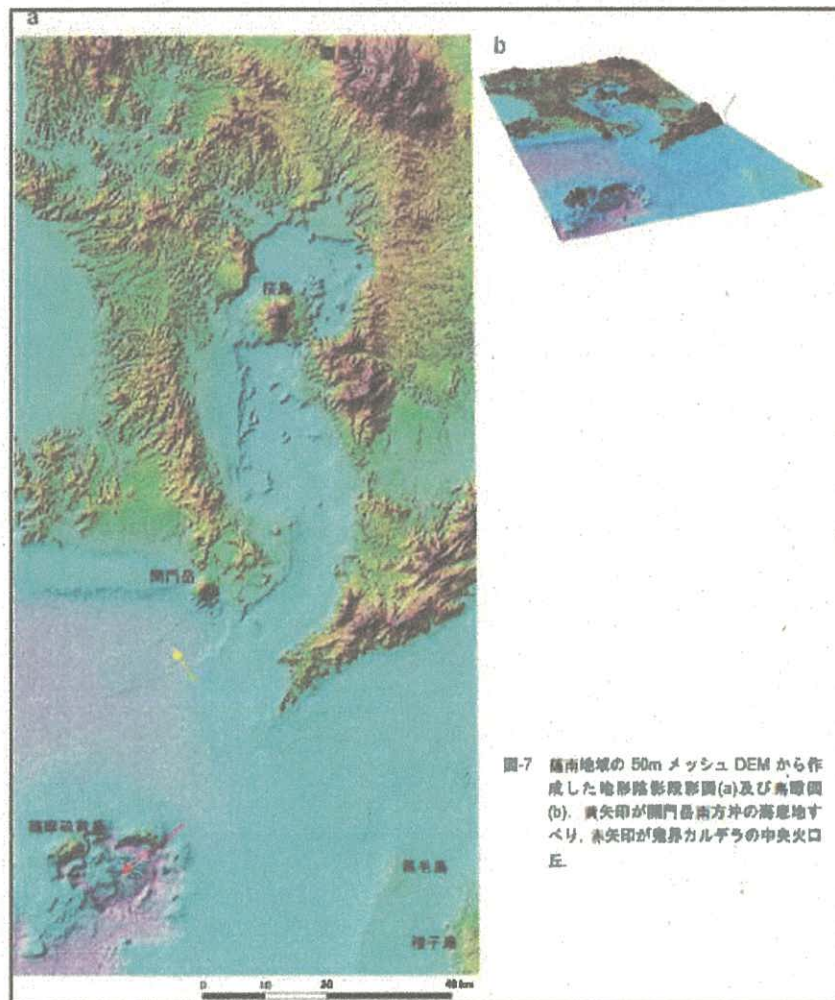 a
b
桜島
開門岳
薩摩硫黄島
馬毛島
種子島
0 10 20 40 km
図-7 薩南地域の 50m メッシュ DEM から作
成した地形陰影段彩図(a)及び鳥瞰図
(b). 黄矢印が開門岳南方沖の海底地す
べり, 赤矢印が鬼界カルデラの中央火口
丘.